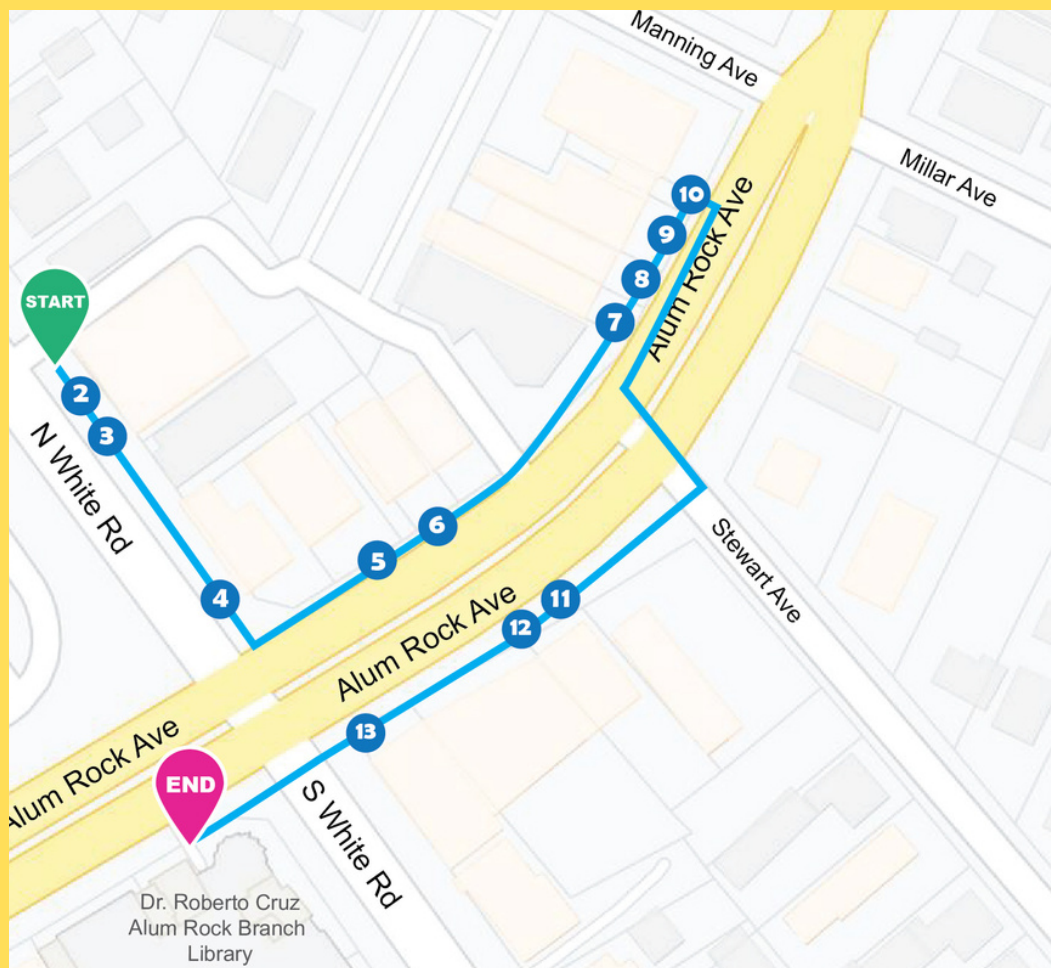 Manning Ave
Millar Ave
10
9
Alum Rock Ave
8
START
7
2
3
N White Rd
6
Stewart Ave
5
4
11
Alum Rock Ave
12
13
Alum Rock Ave
END
S White Rd
Dr. Roberto Cruz
Alum Rock Branch
Library